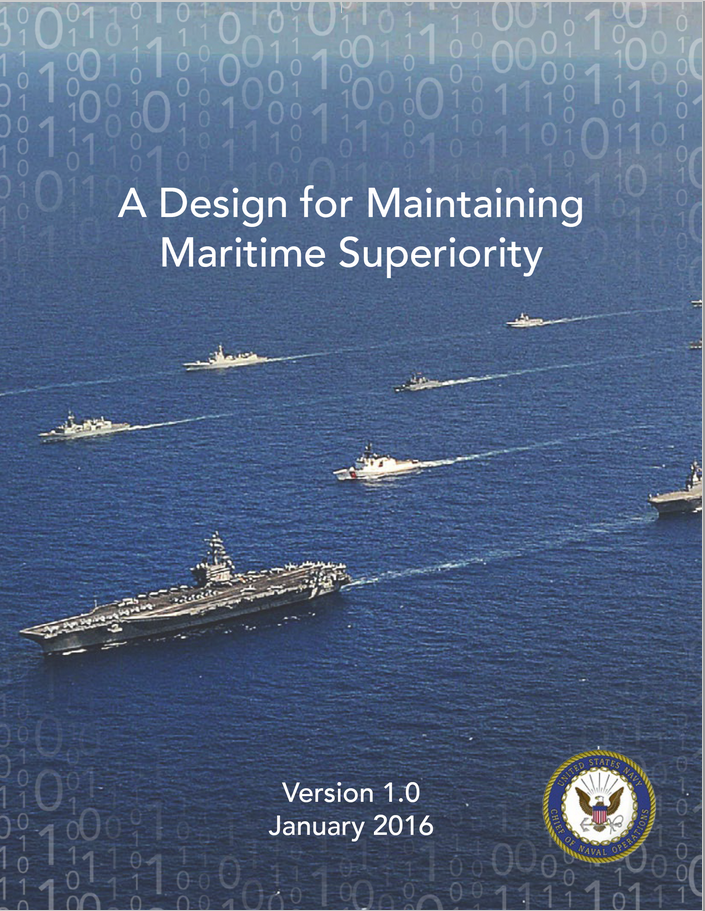 A Design for Maintaining
Maritime Superiority
Version 1.0
January 2016
UNITED STATES NAVY
CHIEF OF NAVAL OPERATIONS